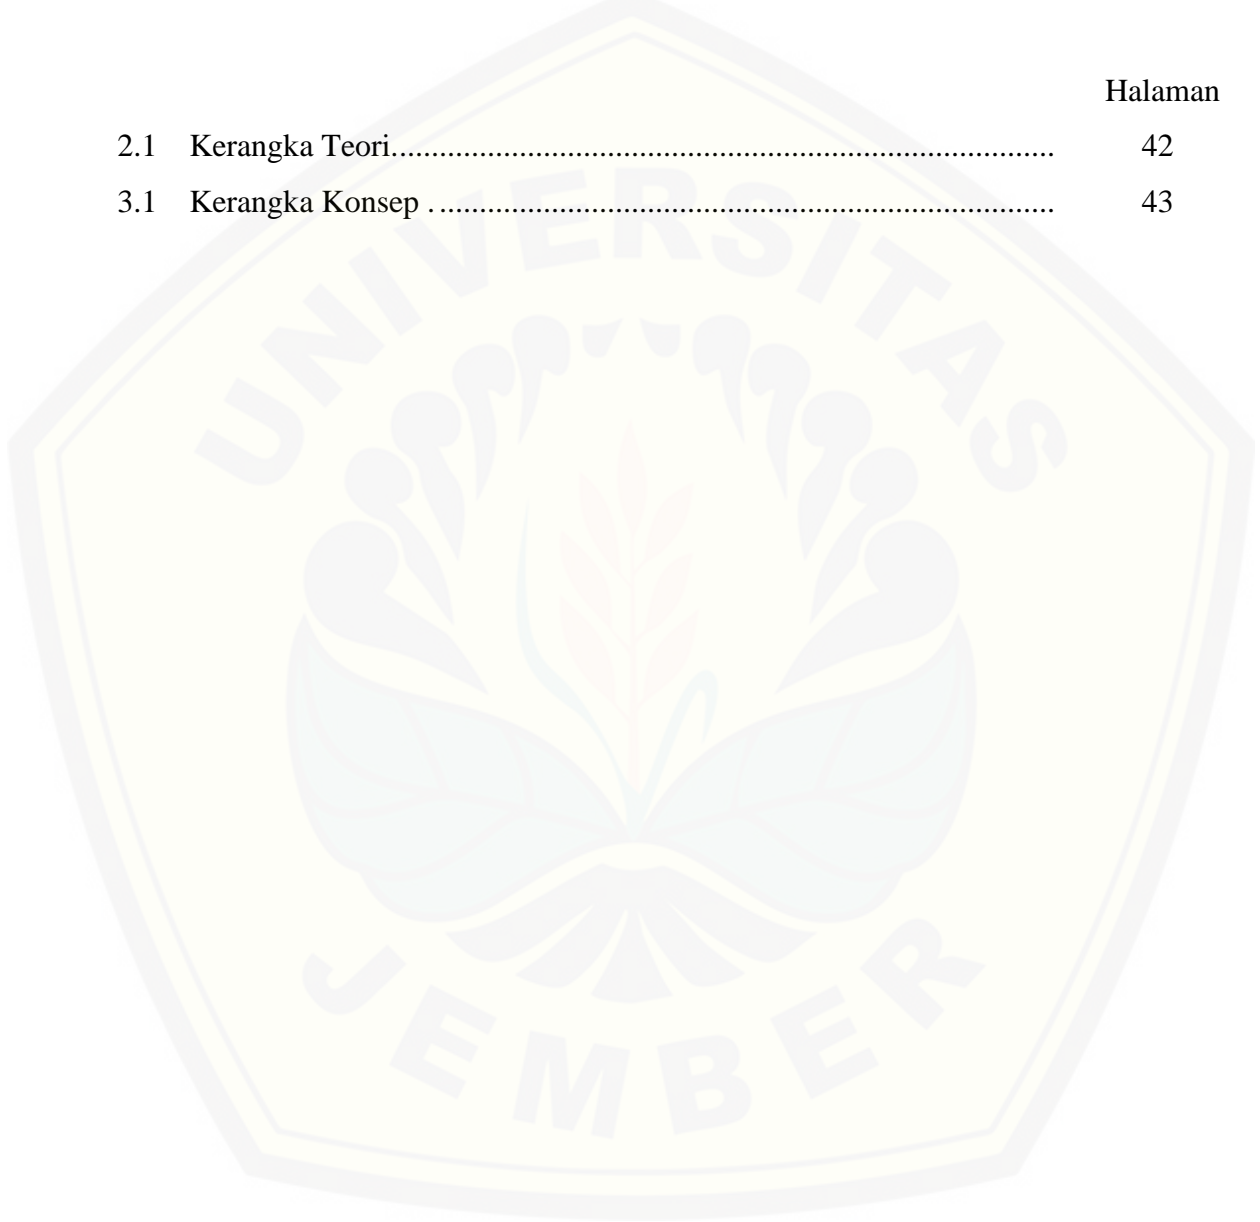 Halaman
2.1 Kerangka Teori..................................................................... 42
3.1 Kerangka Konsep ................................................................. 43
UNIVERSITAS
JEMBER